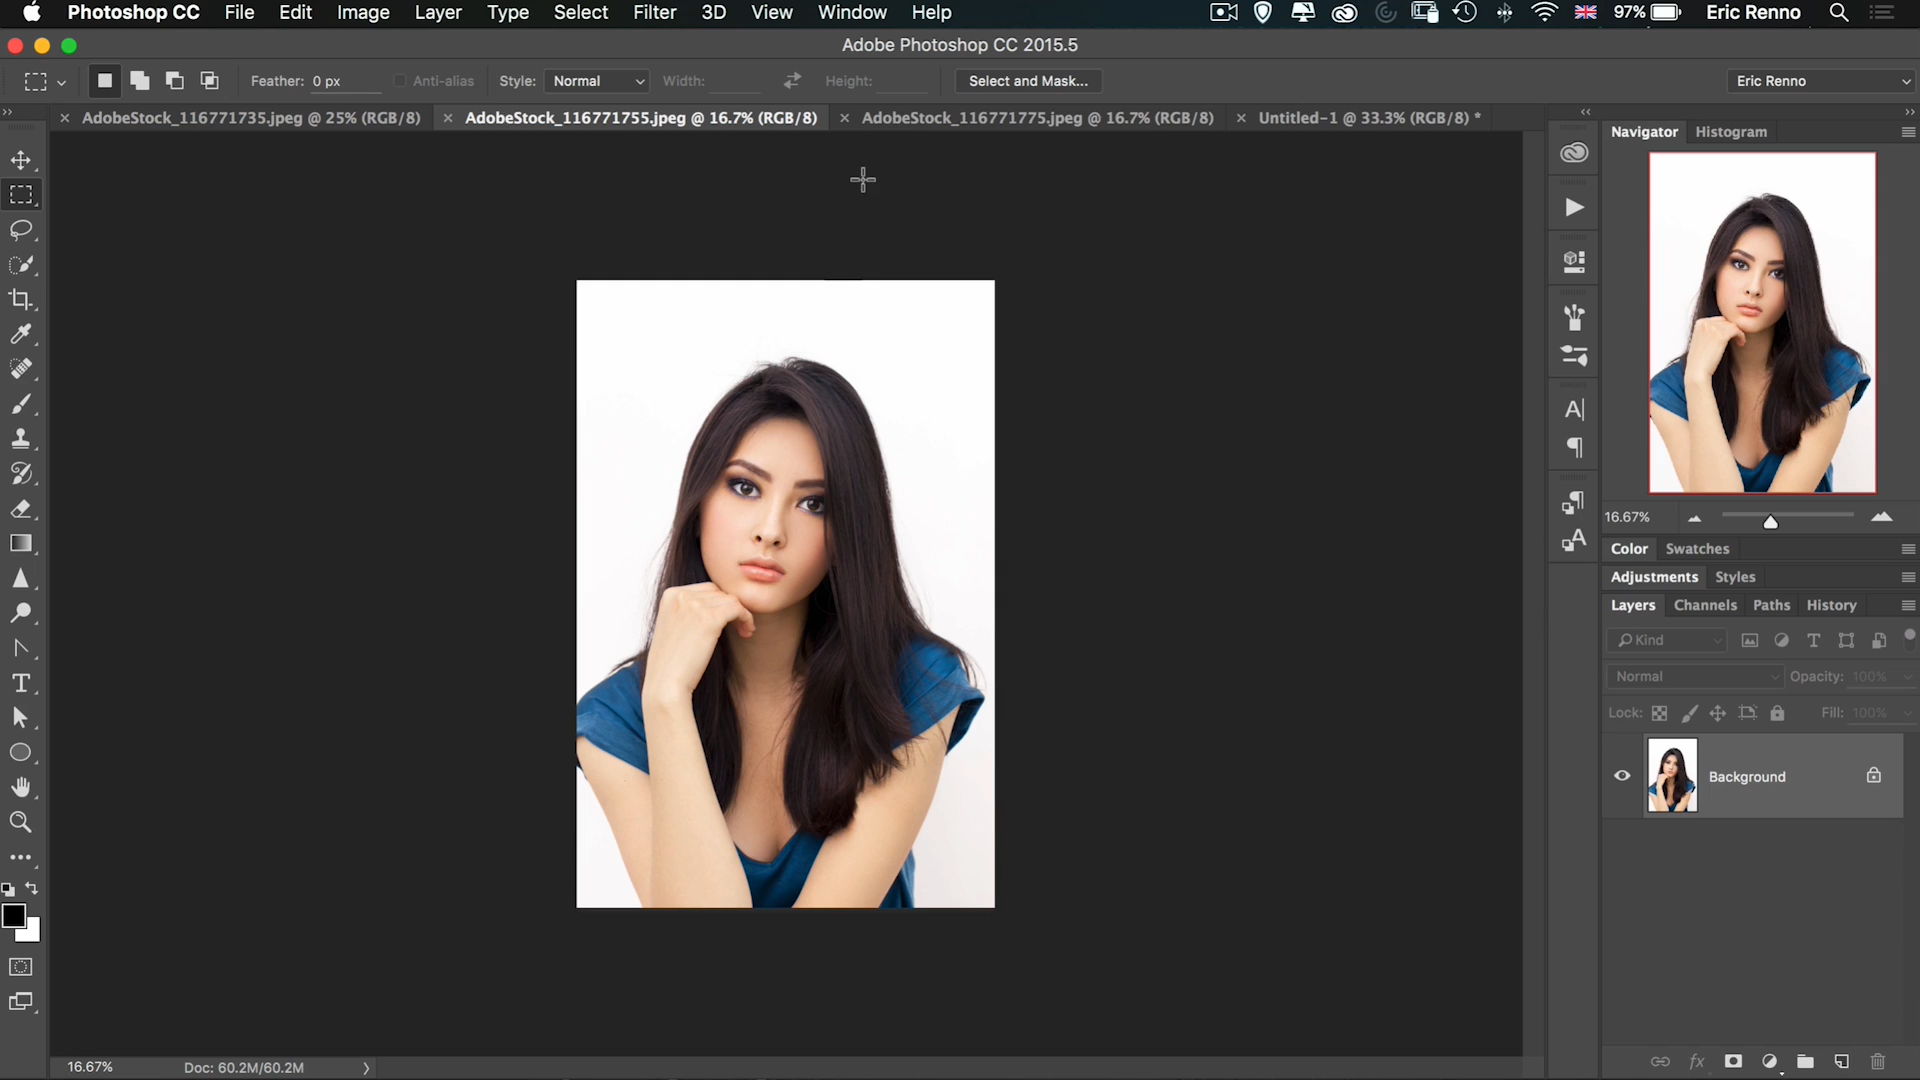 Photoshop CC File Edit Image Layer Type Select Filter 3D View Window Help 97% Eric Renno
Adobe Photoshop CC 2015.5
Feather: 0 px Anti-alias Style: Normal Width: Height: Select and Mask... Eric Renno
AdobeStock_116771735.jpeg @ 25% (RGB/8) AdobeStock_116771755.jpeg @ 16.7% (RGB/8) AdobeStock_116771775.jpeg @ 16.7% (RGB/8) Untitled-1 @ 33.3% (RGB/8) *
Navigator Histogram
16.67%
Color Swatches
Adjustments Styles
Layers Channels Paths History
Kind
Normal Opacity: 100%
Lock: Fill: 100%
Background
fx
16.67% Doc: 60.2M/60.2M